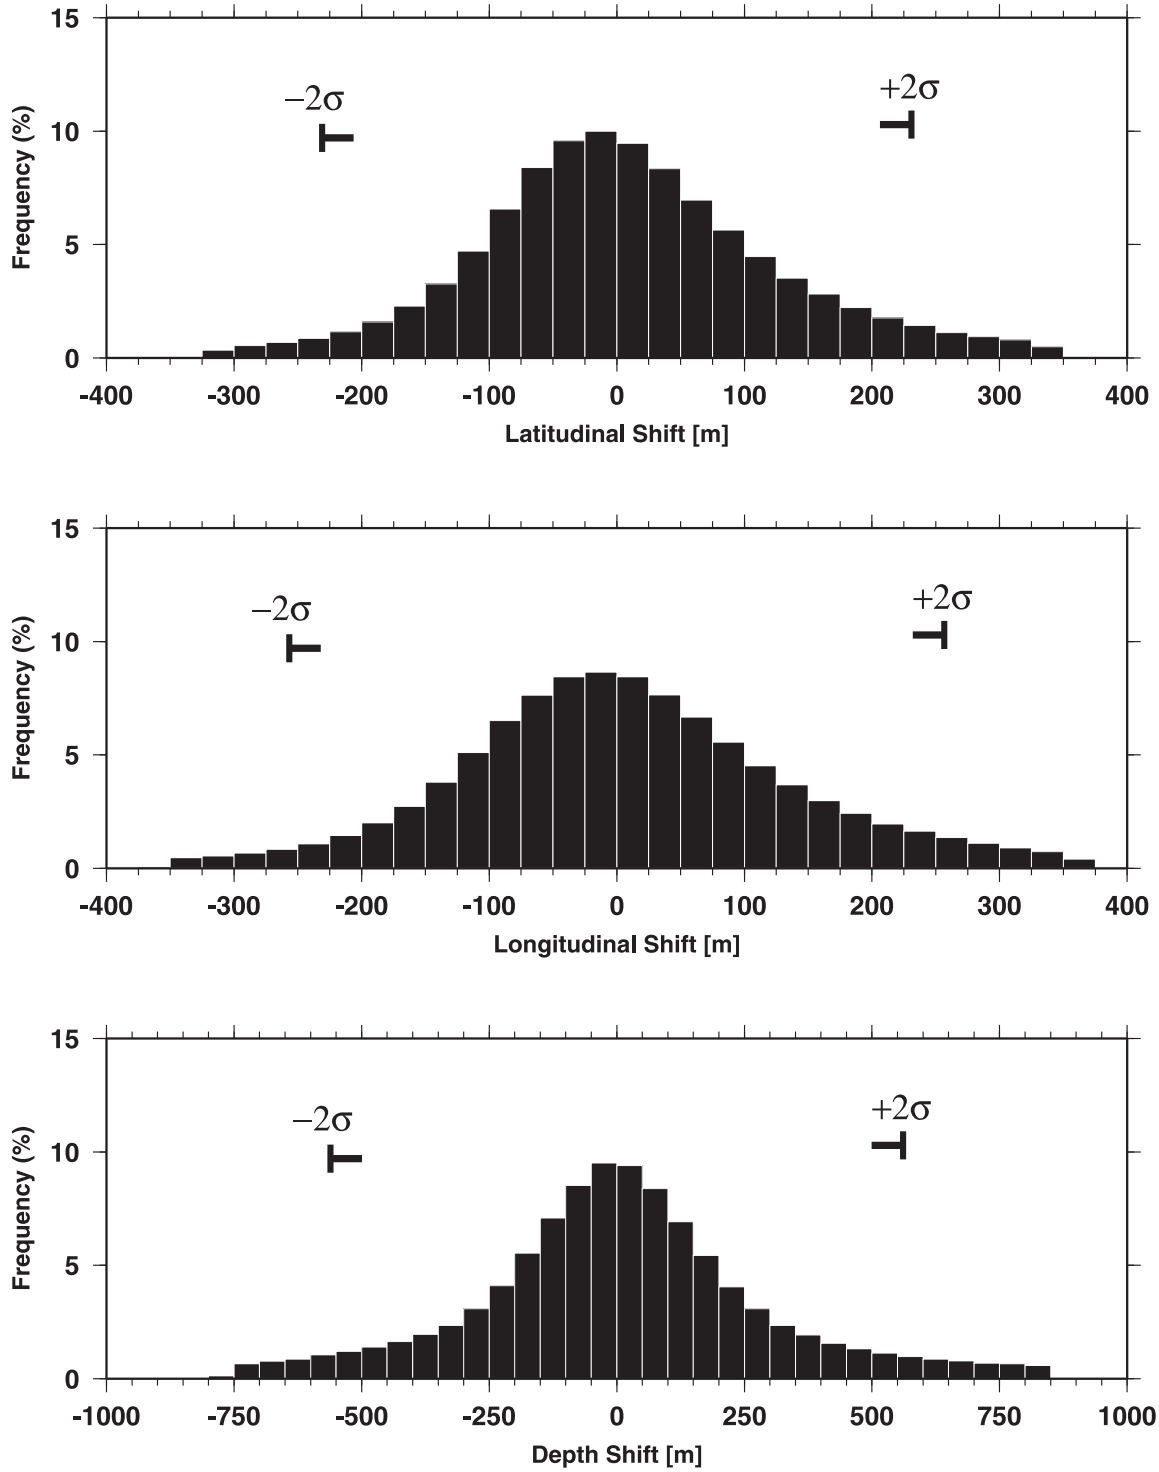 15
−2σ
+2σ
10
Frequency (%)
5
0
-400 -300 -200 -100 0 100 200 300 400
Latitudinal Shift [m]
15
−2σ
+2σ
10
Frequency (%)
5
0
-400 -300 -200 -100 0 100 200 300 400
Longitudinal Shift [m]
15
−2σ
+2σ
10
Frequency (%)
5
0
-1000 -750 -500 -250 0 250 500 750 1000
Depth Shift [m]